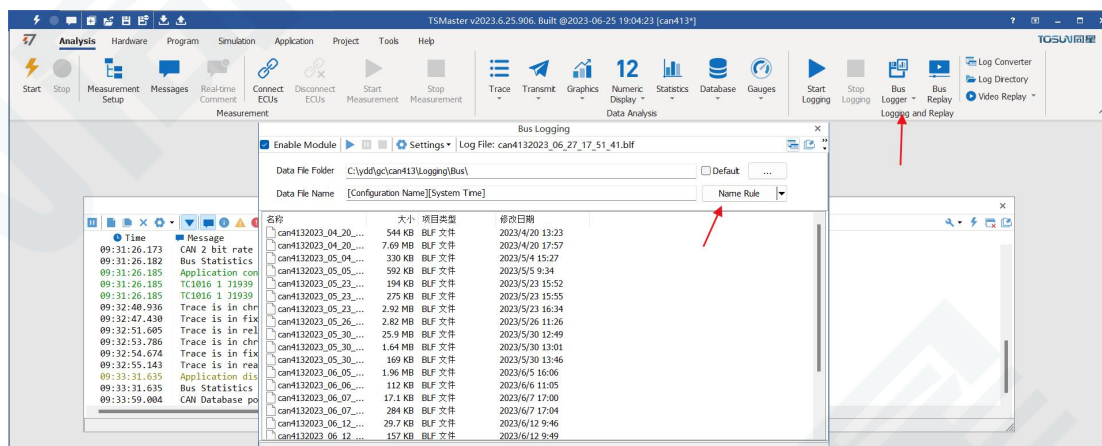 TSMaster v2023.6.25.906. Built @2023-06-25 19:04:23 [can413*]
Analysis Hardware Program Simulation Application Project Tools Help
TOSUN同星
Start Stop Measurement Setup Messages Real-time Comment Connect ECUs Disconnect ECUs Start Measurement Stop Measurement Trace Transmit Graphics 12 Numeric Display Statistics Database Gauges Start Logging Stop Logging Bus Logger Bus Replay
Log Converter
Log Directory
Video Replay
Measurement Data Analysis Logging and Replay
Bus Logging
Enable Module Settings Log File: can4132023_06_27_17_51_41.blf
Data File Folder C:\ydd\gc\can413\Logging\Bus\ Default ...
Data File Name [Configuration Name][System Time] Name Rule
名称 大小 项目类型 修改日期
can4132023_04_20_... 544 KB BLF 文件 2023/4/20 13:23
can4132023_04_20_... 7.69 MB BLF 文件 2023/4/20 17:57
can4132023_05_04_... 330 KB BLF 文件 2023/5/4 15:27
can4132023_05_05_... 592 KB BLF 文件 2023/5/5 9:34
can4132023_05_23_... 194 KB BLF 文件 2023/5/23 15:52
can4132023_05_23_... 275 KB BLF 文件 2023/5/23 15:55
can4132023_05_23_... 2.92 MB BLF 文件 2023/5/23 16:34
can4132023_05_26_... 2.82 MB BLF 文件 2023/5/26 11:26
can4132023_05_30_... 25.9 MB BLF 文件 2023/5/30 12:49
can4132023_05_30_... 1.64 MB BLF 文件 2023/5/30 13:01
can4132023_05_30_... 169 KB BLF 文件 2023/5/30 13:46
can4132023_06_05_... 1.96 MB BLF 文件 2023/6/5 16:06
can4132023_06_06_... 112 KB BLF 文件 2023/6/6 11:05
can4132023_06_07_... 17.1 KB BLF 文件 2023/6/7 17:00
can4132023_06_07_... 284 KB BLF 文件 2023/6/7 17:04
can4132023_06_12_... 29.7 KB BLF 文件 2023/6/12 9:46
can4132023_06_12_... 157 KB BLF 文件 2023/6/12 9:49
Time Message
09:31:26.173 CAN 2 bit rate
09:31:26.182 Bus Statistics
09:31:26.185 Application con
09:31:26.185 TC1016 1 J1939
09:31:26.185 TC1016 1 J1939
09:32:40.936 Trace is in chr
09:32:47.430 Trace is in fix
09:32:51.605 Trace is in rel
09:32:53.786 Trace is in chr
09:32:54.674 Trace is in fix
09:32:55.143 Trace is in rea
09:33:31.635 Application dis
09:33:31.635 Bus Statistics
09:33:59.004 CAN Database po